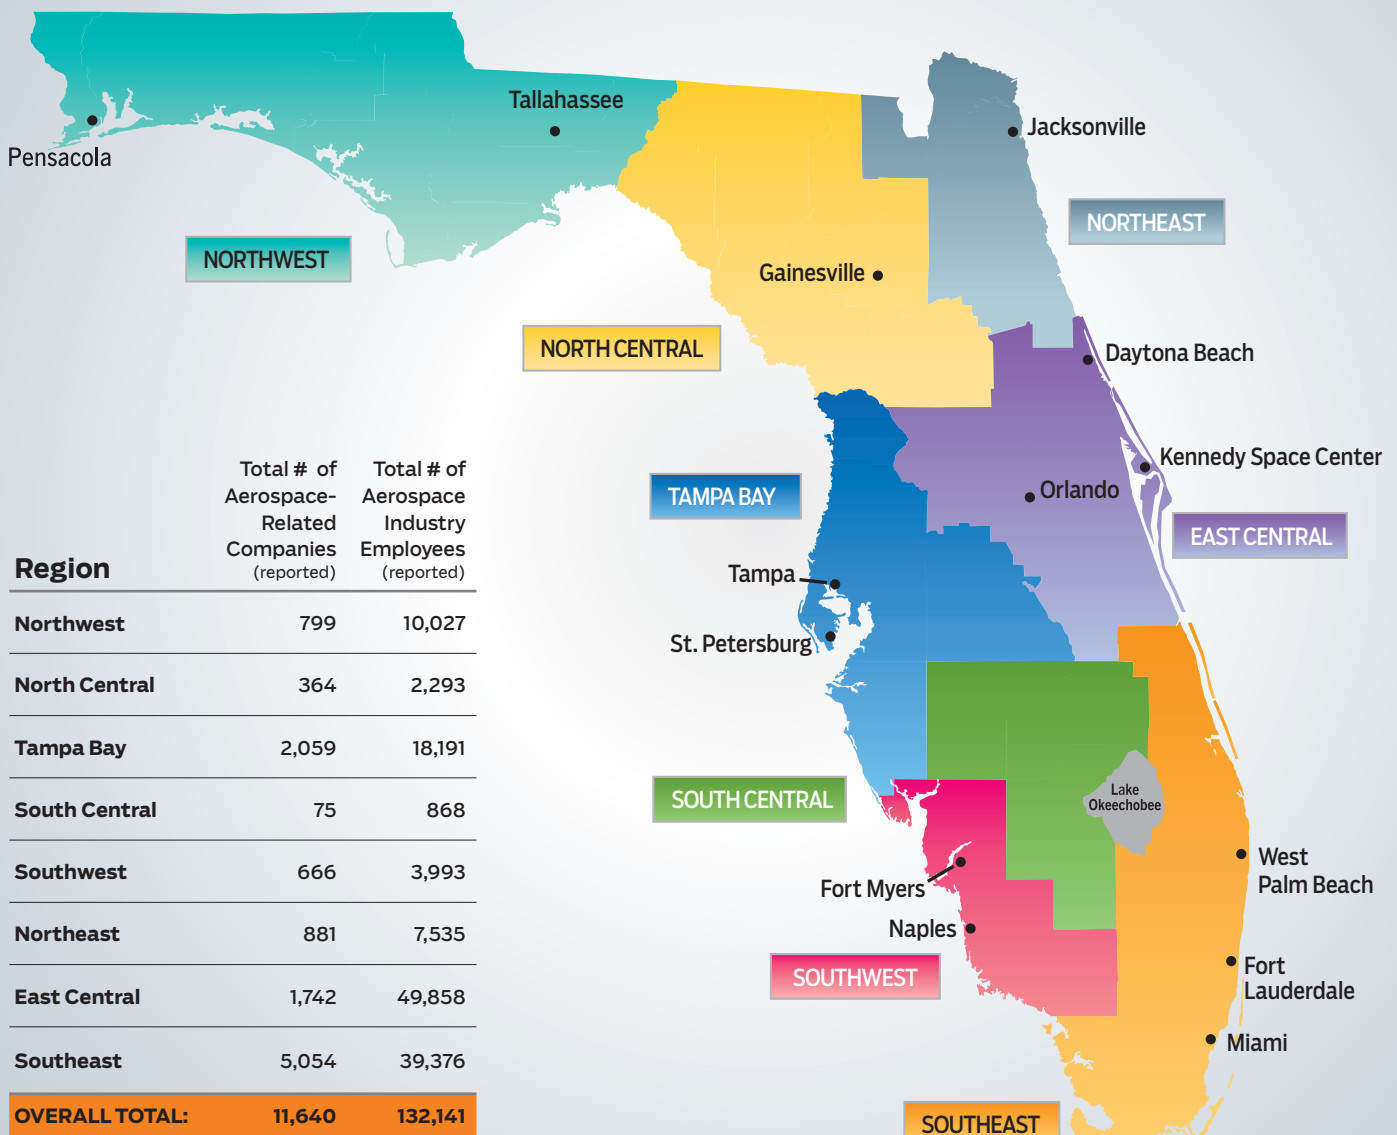 Tallahassee
Pensacola
Jacksonville
NORTHWEST
NORTHEAST
Gainesville
NORTH CENTRAL
Daytona Beach
Kennedy Space Center
Orlando
TAMPA BAY
EAST CENTRAL
Tampa
St. Petersburg
SOUTH CENTRAL
Lake
Okeechobee
West
Palm Beach
Fort Myers
Naples
SOUTHWEST
Fort
Lauderdale
Miami
SOUTHEAST
Total # of Total # of
Aerospace- Aerospace
Related Industry
Companies Employees
Region (reported) (reported)
Northwest 799 10,027
North Central 364 2,293
Tampa Bay 2,059 18,191
South Central 75 868
Southwest 666 3,993
Northeast 881 7,535
East Central 1,742 49,858
Southeast 5,054 39,376
OVERALL TOTAL: 11,640 132,141